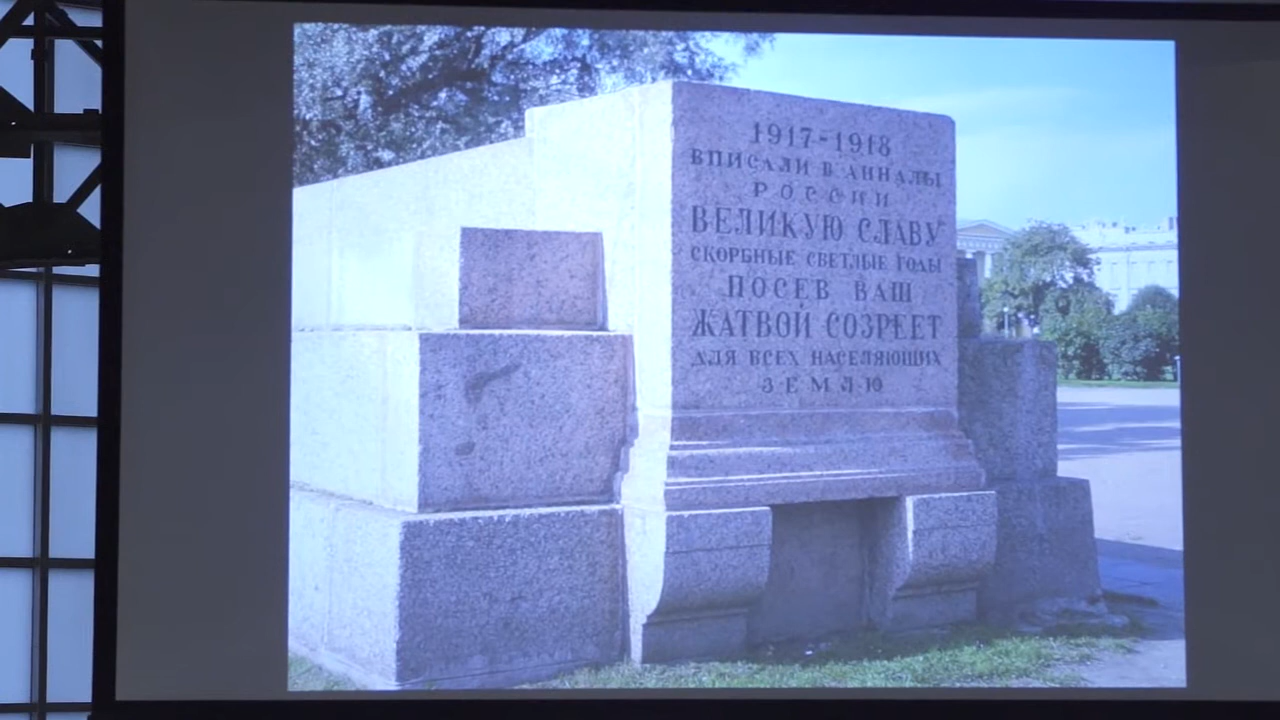 1917-1918
ВПИСАЛИ В АННАЛЫ
РОССИИ
ВЕЛИКУЮ СЛАВУ
СКОРБНЫЕ СВЕТЛЫЕ ГОДЫ
ПОСЕВ ВАШ
ЖАТВОЙ СОЗРЕЕТ
ДЛЯ ВСЕХ НАСЕЛЯЮЩИХ
ЗЕМЛЮ